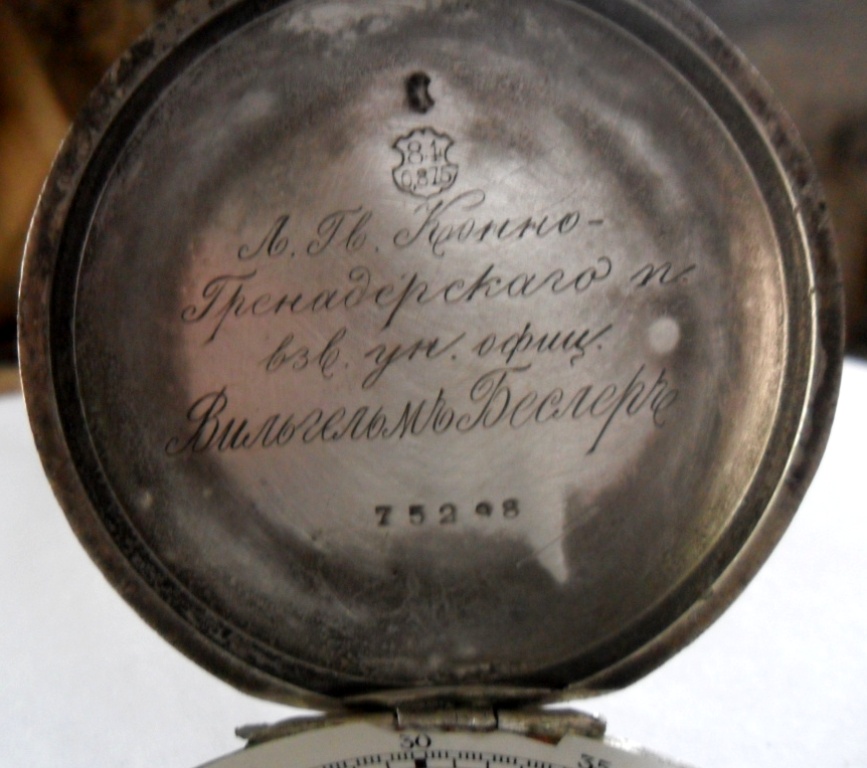 84
0,875
Л. Гв. Конно-
Гренадерскаго п.
взв. ун. офиц.
Вильгельмъ Беслеръ
30
35